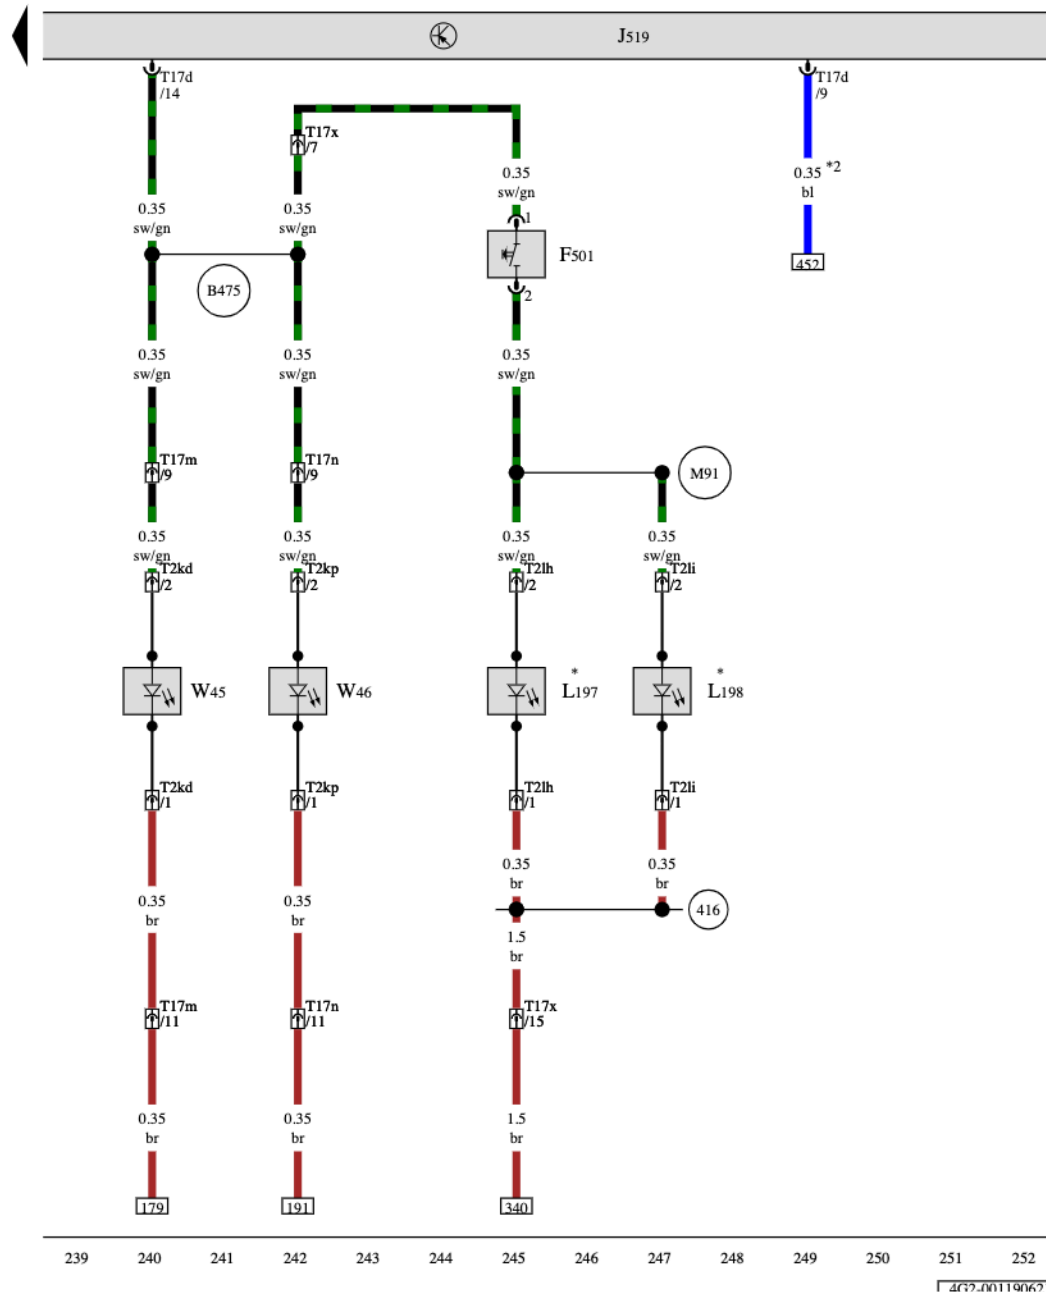 J519
T17d
/14
T17d
/9
T17x
/7
0.35
sw/gn
0.35 *2
bl
0.35
sw/gn
0.35
sw/gn
1
F501
452
B475
2
0.35
sw/gn
0.35
sw/gn
0.35
sw/gn
T17m
/9
T17n
/9
M91
0.35
sw/gn
0.35
sw/gn
0.35
sw/gn
0.35
sw/gn
T2kd
/2
T2kp
/2
T2lh
/2
T2li
/2
W45
W46
*
L197
*
L198
T2kd
/1
T2kp
/1
T2lh
/1
T2li
/1
0.35
br
0.35
br
0.35
br
0.35
br
416
1.5
br
T17m
/11
T17n
/11
T17x
/15
0.35
br
0.35
br
1.5
br
179
191
340
239 240 241 242 243 244 245 246 247 248 249 250 251 252
4G2-00119062